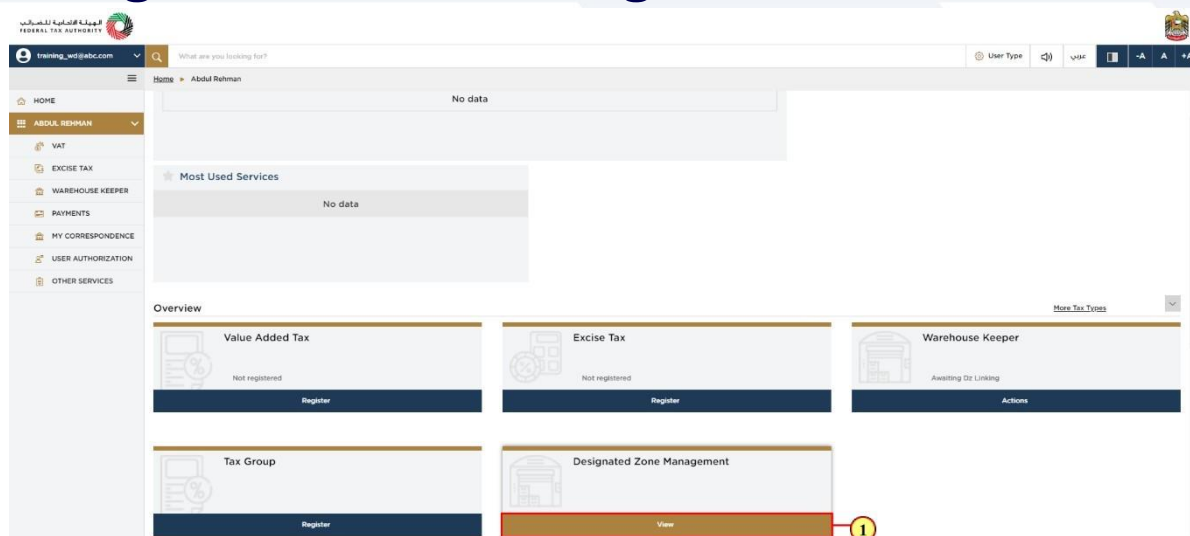 الهيئة الاتحادية للضرائب
FEDERAL TAX AUTHORITY
training_wd@abc.com
What are you looking for?
User Type
عربي
-A
A
+A
Home
Abdul Rehman
HOME
ABDUL REHMAN
VAT
EXCISE TAX
WAREHOUSE KEEPER
PAYMENTS
MY CORRESPONDENCE
USER AUTHORIZATION
OTHER SERVICES
No data
Most Used Services
No data
Overview
More Tax Types
Value Added Tax
Not registered
Register
Excise Tax
Not registered
Register
Warehouse Keeper
Awaiting Dz Linking
Actions
Tax Group
Register
Designated Zone Management
View
1